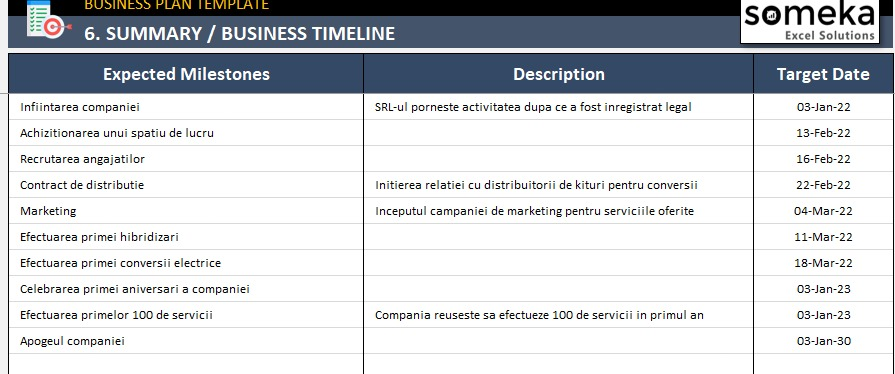 BUSINESS PLAN TEMPLATE
6. SUMMARY / BUSINESS TIMELINE
someka
Excel Solutions
Expected Milestones Description Target Date
Infiintarea companiei SRL-ul porneste activitatea dupa ce a fost inregistrat legal 03-Jan-22
Achizitionarea unui spatiu de lucru 13-Feb-22
Recrutarea angajatilor 16-Feb-22
Contract de distributie Initierea relatiei cu distribuitorii de kituri pentru conversii 22-Feb-22
Marketing Inceputul campaniei de marketing pentru serviciile oferite 04-Mar-22
Efectuarea primei hibridizari 11-Mar-22
Efectuarea primei conversii electrice 18-Mar-22
Celebrarea primei aniversari a companiei 03-Jan-23
Efectuarea primelor 100 de servicii Compania reuseste sa efectueze 100 de servicii in primul an 03-Jan-23
Apogeul companiei 03-Jan-30